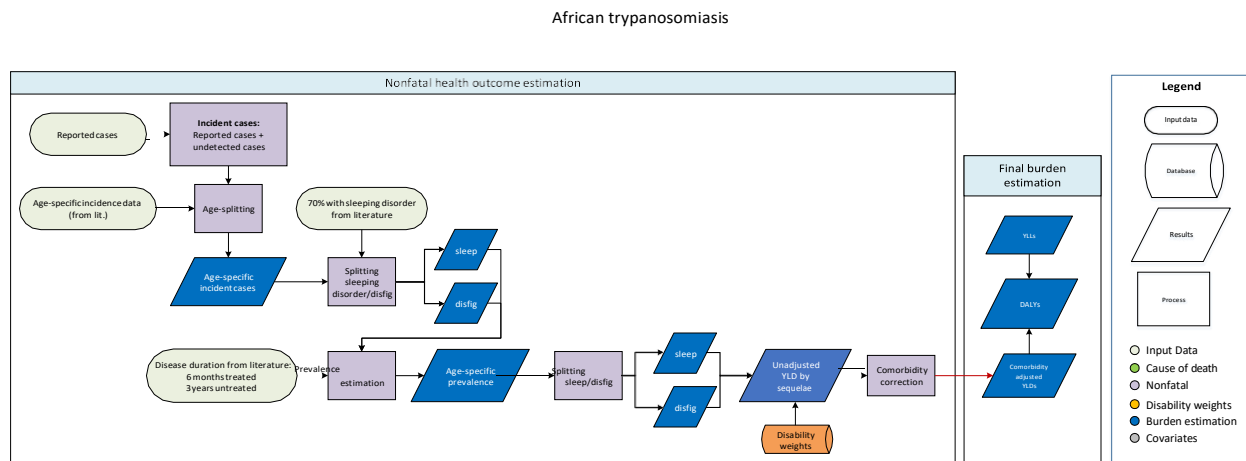 African trypanosomiasis
Nonfatal health outcome estimation
Reported cases
Incident cases:
Reported cases +
undetected cases
Age-specific incidence data
(from lit.)
Age-splitting
70% with sleeping disorder
from literature
Age-specific
incident cases
Splitting
sleeping
disorder/disfig
sleep
disfig
Disease duration from literature:
6 months treated
3 years untreated
Prevalence
estimation
Age-specific
prevalence
Splitting
sleep/disfig
sleep
disfig
Unadjusted
YLD by
sequelae
Disability
weights
Comorbidity
correction
Final burden
estimation
YLLs
DALYs
Comorbidity
adjusted
YLDs
Legend
Input data
Database
Results
Process
Input Data
Cause of death
Nonfatal
Disability weights
Burden estimation
Covariates